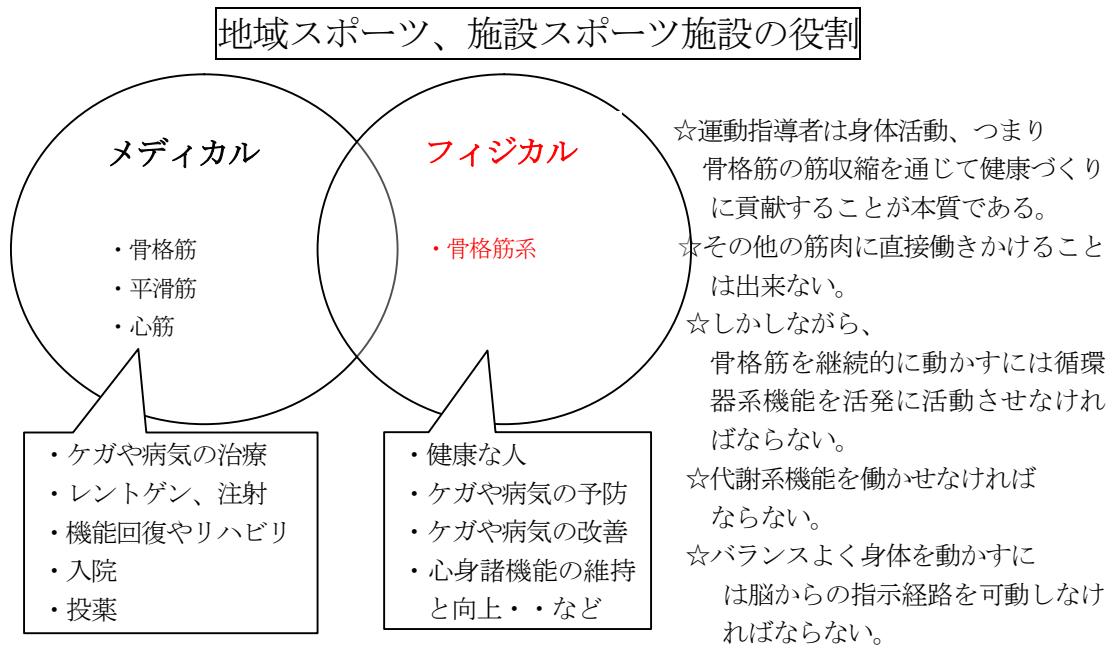 地域スポーツ、施設スポーツ施設の役割
メディカル
・骨格筋
・平滑筋
・心筋
・ケガや病気の治療
・レントゲン、注射
・機能回復やリハビリ
・入院
・投薬
フィジカル
・骨格筋系
・健康な人
・ケガや病気の予防
・ケガや病気の改善
・心身諸機能の維持
と向上・・など
☆運動指導者は身体活動、つまり
骨格筋の筋収縮を通じて健康づくり
に貢献することが本質である。
☆その他の筋肉に直接働きかけること
は出来ない。
☆しかしながら、
骨格筋を継続的に動かすには循環
器系機能を活発に活動させなけれ
ばならない。
☆代謝系機能を働かせなければ
ならない。
☆バランスよく身体を動かすに
は脳からの指示経路を可動しなけ
ればならない。